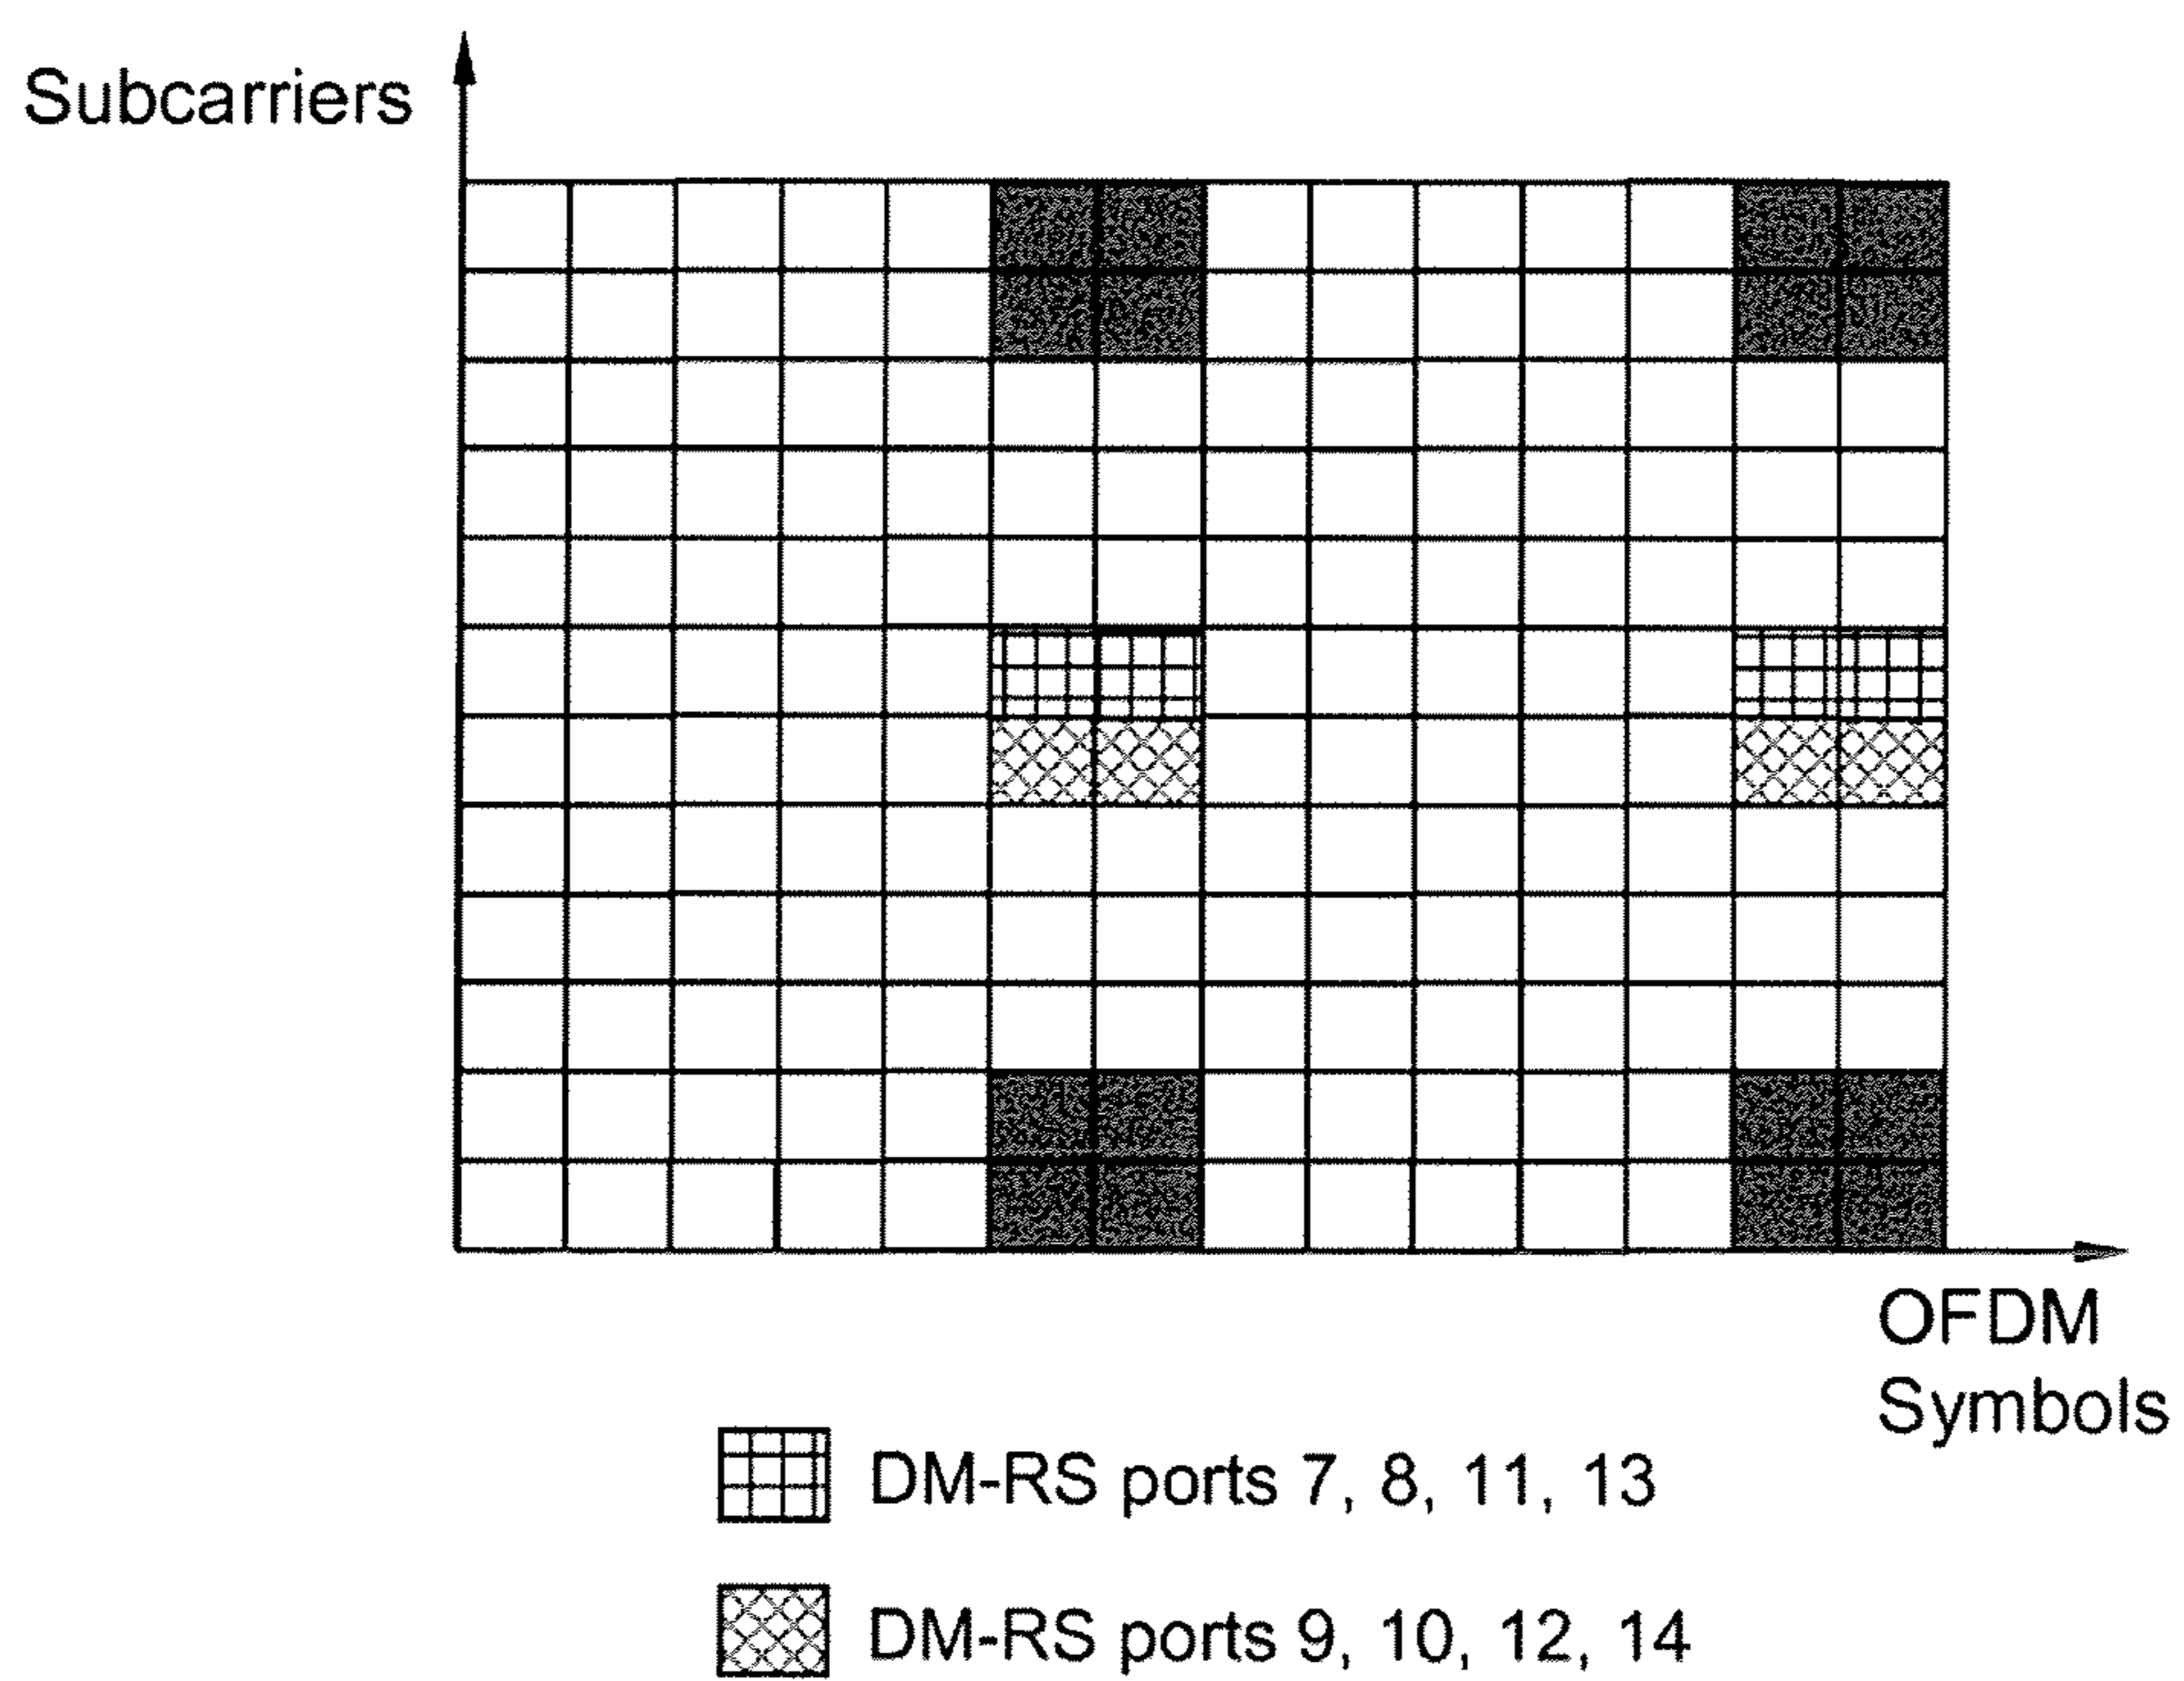 Subcarriers
OFDM
Symbols
DM-RS ports 7, 8, 11, 13
DM-RS ports 9, 10, 12, 14